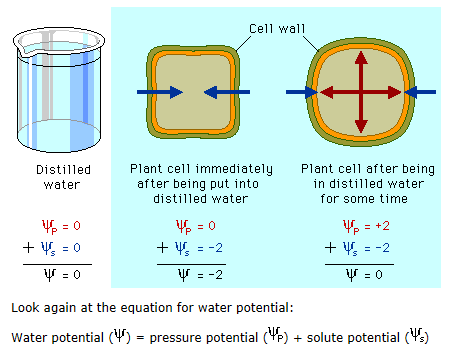 Cell wall
Distilled
water
Plant cell immediately
after being put into
distilled water
Plant cell after being
in distilled water
for some time
Ψp = 0
+ Ψs = 0
Ψ = 0
Ψp = 0
+ Ψs = -2
Ψ = -2
Ψp = +2
+ Ψs = -2
Ψ = 0
Look again at the equation for water potential:
Water potential (Ψ) = pressure potential (Ψp) + solute potential (Ψs)